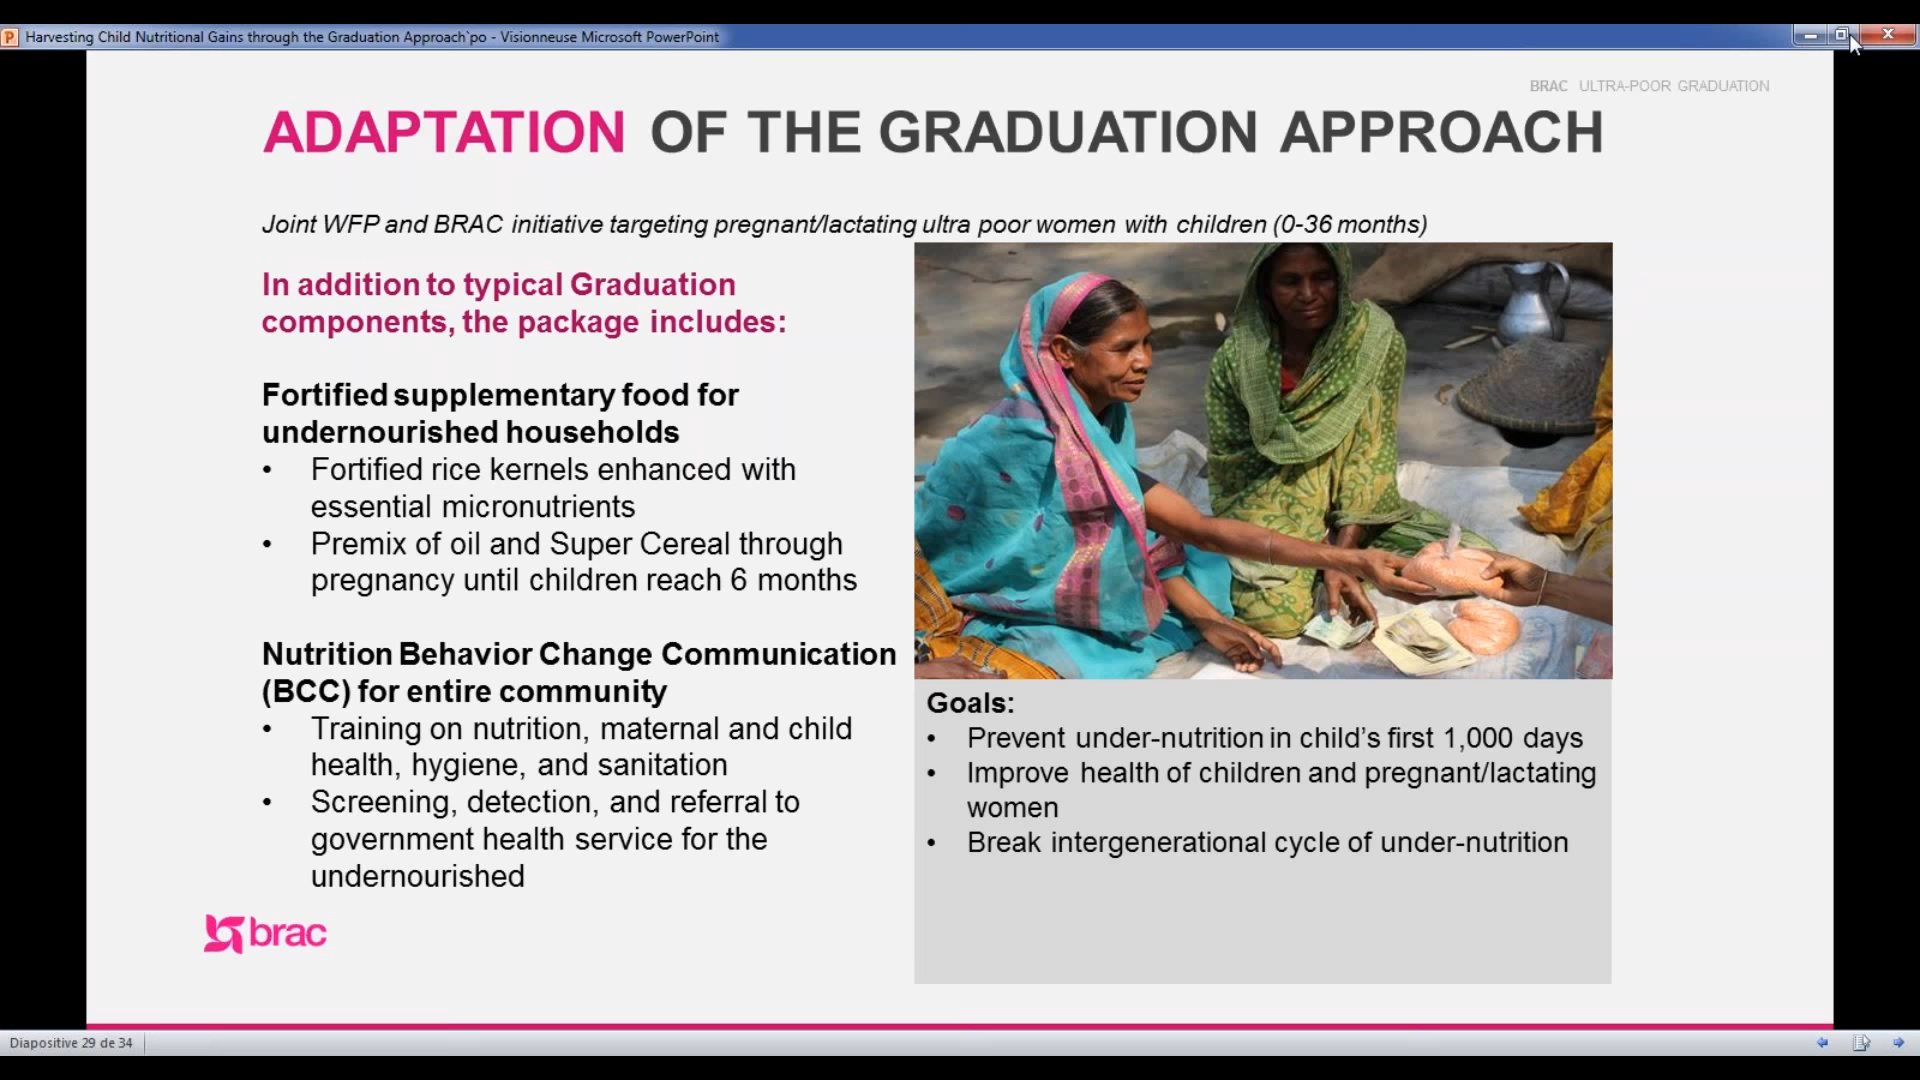 Harvesting Child Nutritional Gains through the Graduation Approach`po - Visionneuse Microsoft PowerPoint
BRAC ULTRA-POOR GRADUATION
ADAPTATION OF THE GRADUATION APPROACH
Joint WFP and BRAC initiative targeting pregnant/lactating ultra poor women with children (0-36 months)
In addition to typical Graduation
components, the package includes:
Fortified supplementary food for
undernourished households
• Fortified rice kernels enhanced with
essential micronutrients
• Premix of oil and Super Cereal through
pregnancy until children reach 6 months
Nutrition Behavior Change Communication
(BCC) for entire community
• Training on nutrition, maternal and child
health, hygiene, and sanitation
• Screening, detection, and referral to
government health service for the
undernourished
Goals:
• Prevent under-nutrition in child’s first 1,000 days
• Improve health of children and pregnant/lactating
women
• Break intergenerational cycle of under-nutrition
brac
Diapositive 29 de 34